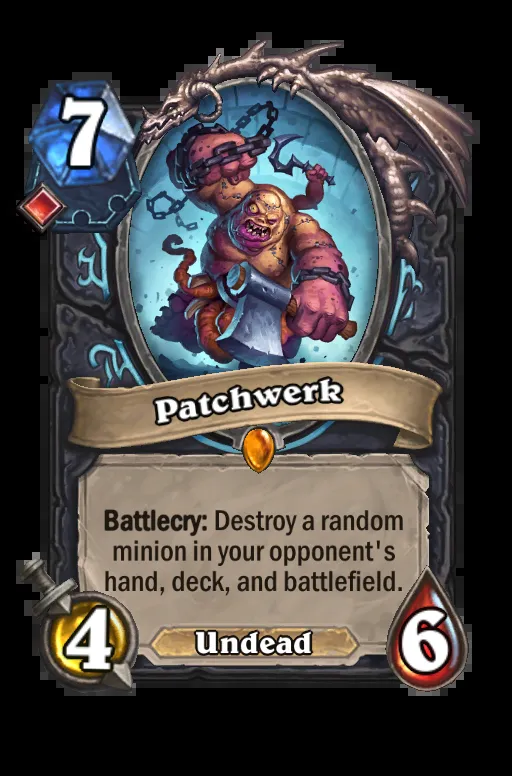 7
Patchwerk
Battlecry: Destroy a random
minion in your opponent's
hand, deck, and battlefield.
4
Undead
6